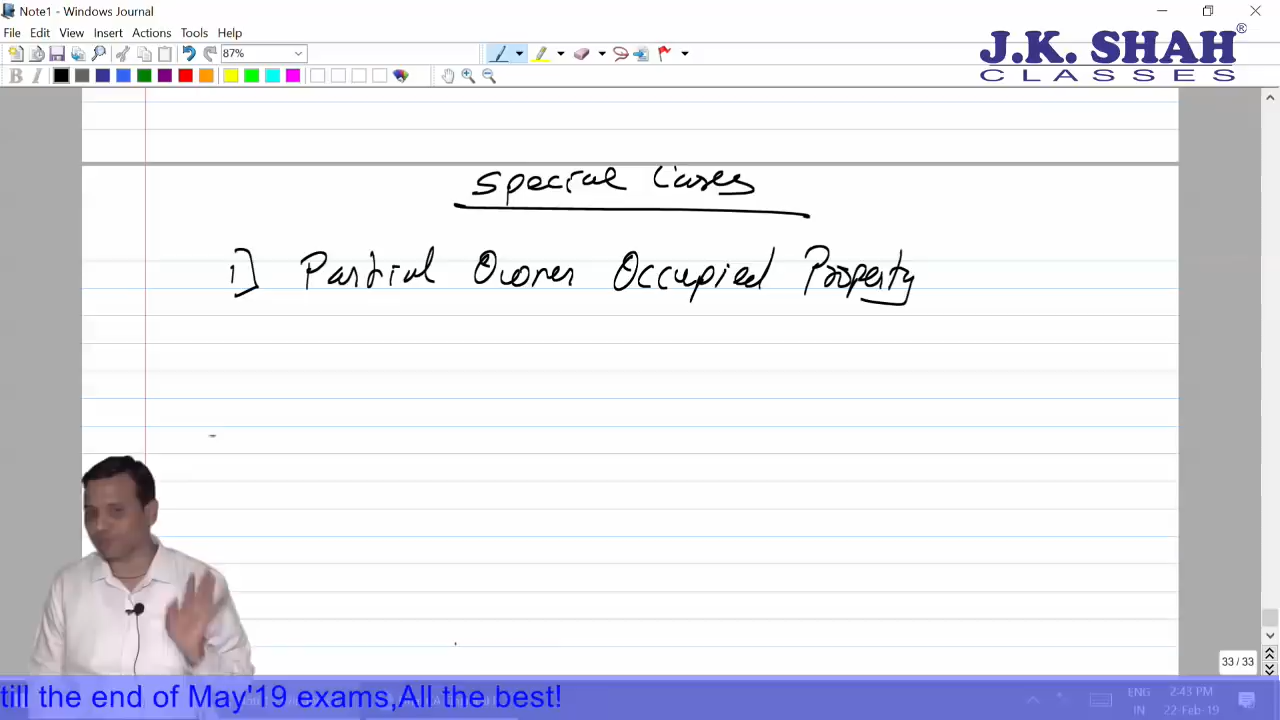 Note1 - Windows Journal
File Edit View Insert Actions Tools Help
87%
J.K. SHAH®
CLASSES
Special Cases
1] Partial Owner Occupied Property
33 / 33
till the end of May'19 exams,All the best!
ENG
IN
2:43 PM
22-Feb-19